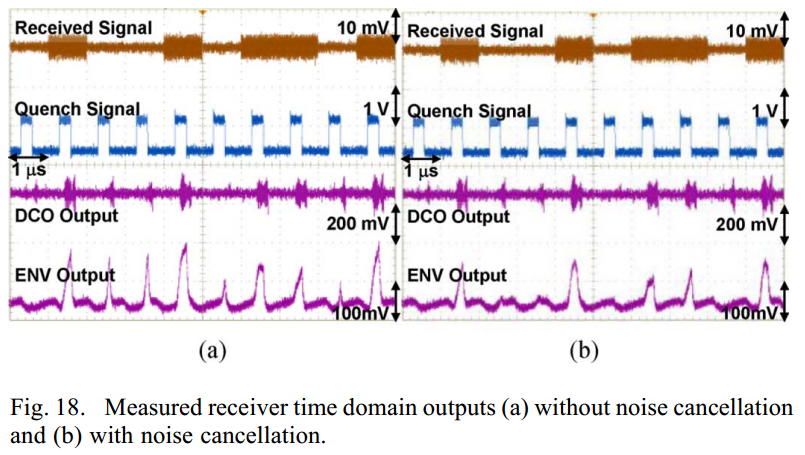 Received Signal
10 mV
Quench Signal
1 V
1 µs
DCO Output
200 mV
ENV Output
100mV
(a)
Received Signal
10 mV
Quench Signal
1 V
1 µs
DCO Output
200 mV
ENV Output
100mV
(b)
Fig. 18. Measured receiver time domain outputs (a) without noise cancellation
and (b) with noise cancellation.